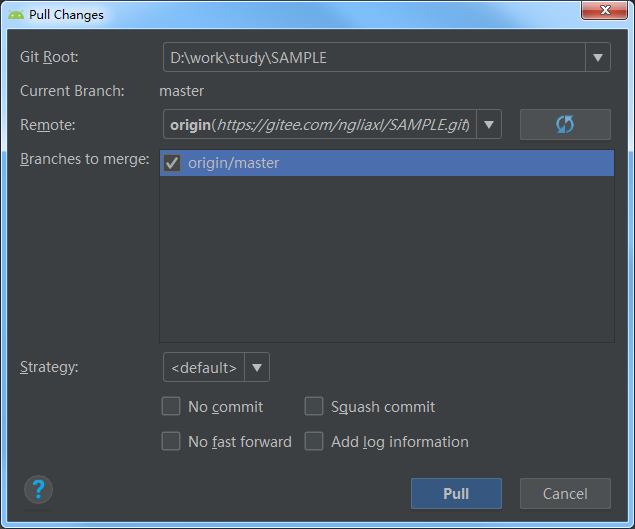 Pull Changes
Git Root: D:\work\study\SAMPLE
Current Branch: master
Remote: origin(https://gitee.com/ngliaxl/SAMPLE.git)
Branches to merge: origin/master
Strategy: <default>
No commit Squash commit
No fast forward Add log information
? Pull Cancel